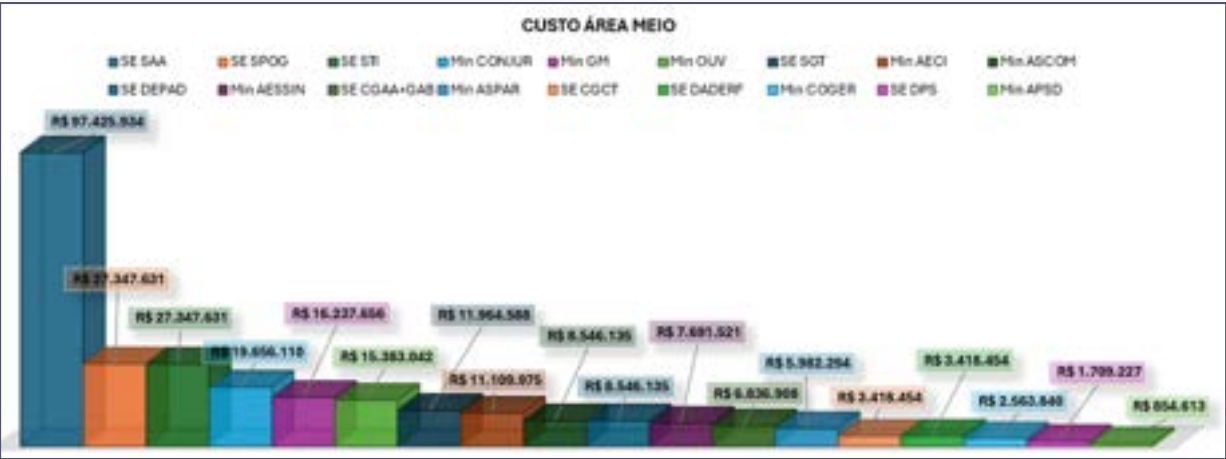 CUSTO ÁREA MEIO
SE SAA SE SPOG SE STI Min CONJUR Min GM Min OUV SE SGT Min AECI Min ASCOM
SE DEPAD Min AESSIN SE CGAA+GAB Min ASPAR SE CGCT SE DADERF Min COGER SE DPS Min APSD
R$ 97.425.934
R$ 27.347.631
R$ 27.347.631
R$ 19.656.110
R$ 16.237.656
R$ 15.383.042
R$ 11.964.588
R$ 11.109.975
R$ 8.546.135
R$ 8.546.135
R$ 7.691.521
R$ 6.836.908
R$ 5.982.294
R$ 3.418.454
R$ 3.418.454
R$ 2.563.840
R$ 1.709.227
R$ 854.613